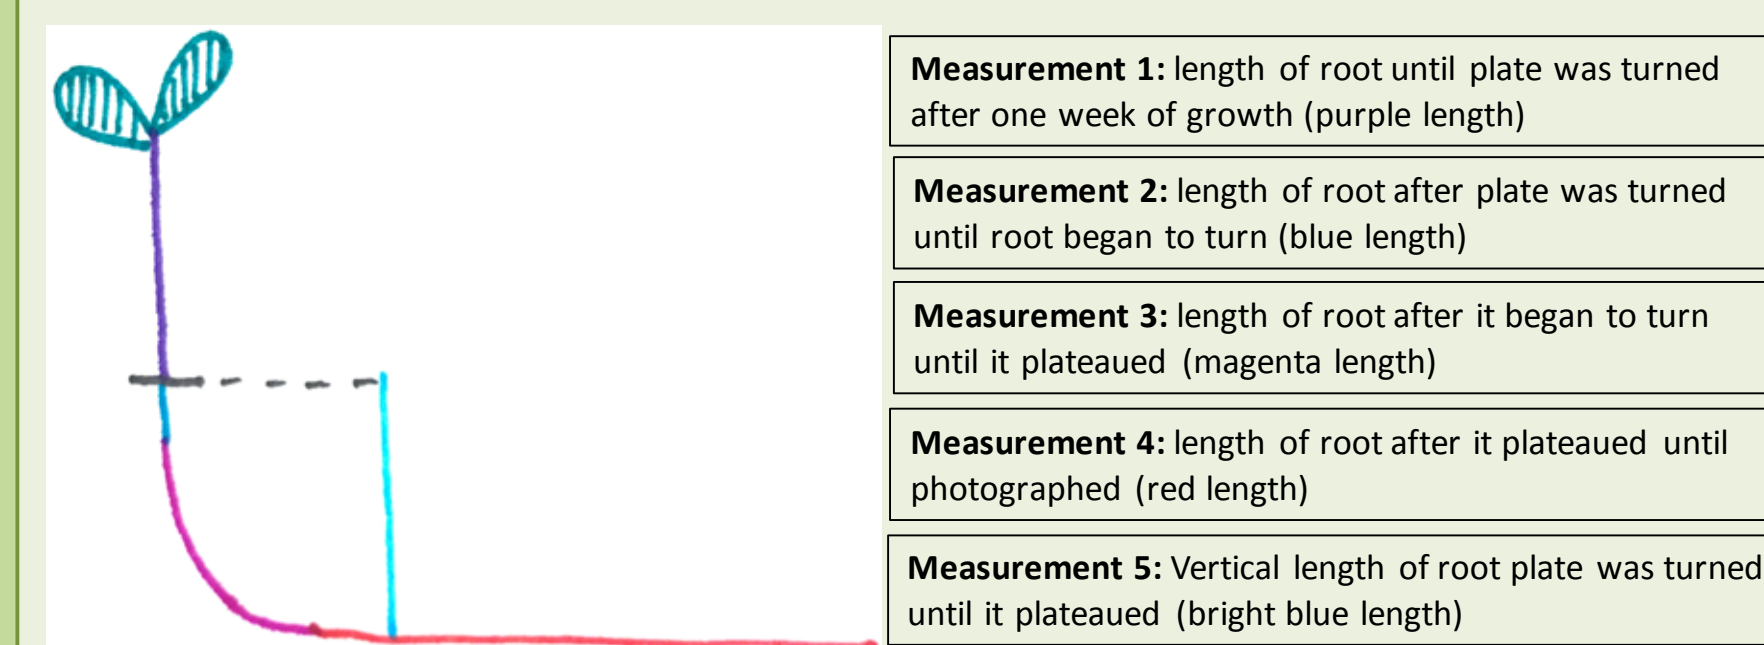 Measurement 1: length of root until plate was turned
after one week of growth (purple length)
Measurement 2: length of root after plate was turned
until root began to turn (blue length)
Measurement 3: length of root after it began to turn
until it plateaued (magenta length)
Measurement 4: length of root after it plateaued until
photographed (red length)
Measurement 5: Vertical length of root plate was turned
until it plateaued (bright blue length)